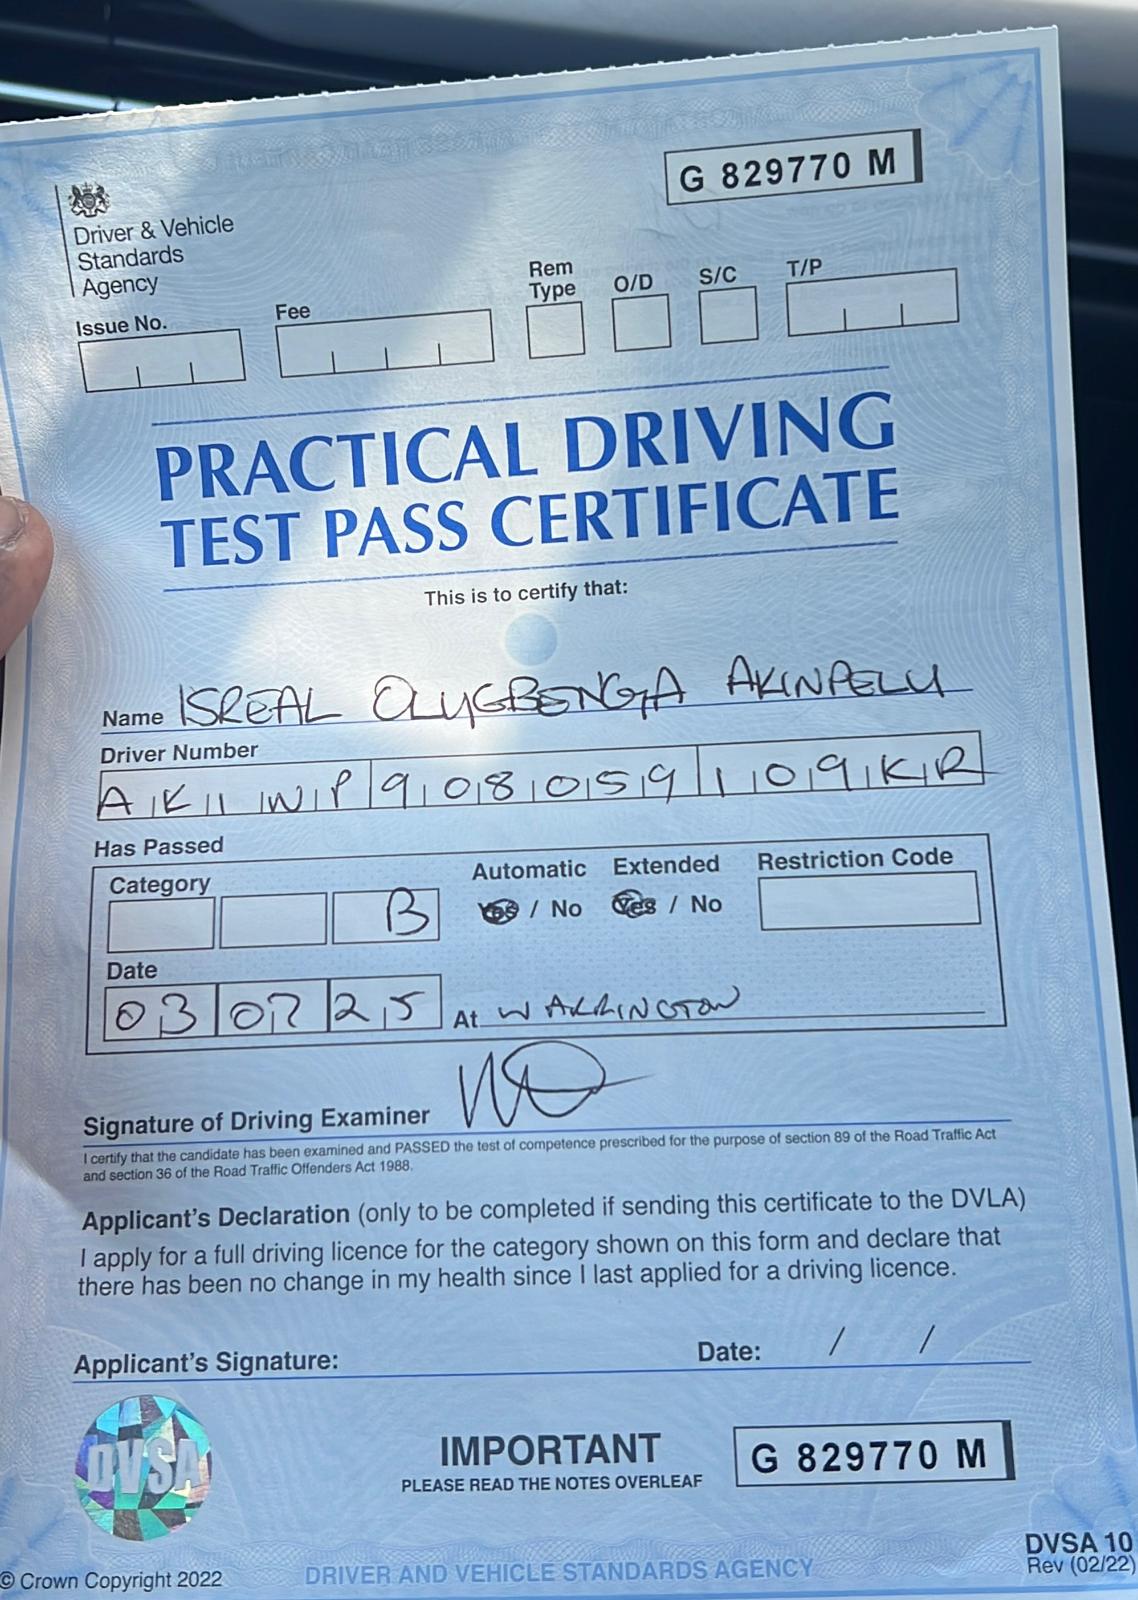 G 829770 M
Driver & Vehicle
Standards
Agency
Issue No.
Fee
Rem
Type
O/D
S/C
T/P
PRACTICAL DRIVING
TEST PASS CERTIFICATE
This is to certify that:
Name ISREAL OLUGBENGA AKINPELU
Driver Number
AKINP 908059 109KR
Has Passed
Category
B
Automatic
Yes / No
Extended
Yes / No
Restriction Code
Date
03 07 25
At WARRINGTON
Signature of Driving Examiner
I certify that the candidate has been examined and PASSED the test of competence prescribed for the purpose of section 89 of the Road Traffic Act
and section 36 of the Road Traffic Offenders Act 1988.
Applicant's Declaration (only to be completed if sending this certificate to the DVLA)
I apply for a full driving licence for the category shown on this form and declare that
there has been no change in my health since I last applied for a driving licence.
Applicant's Signature:
Date: / /
DVSA
IMPORTANT
PLEASE READ THE NOTES OVERLEAF
G 829770 M
DVSA 10
Rev (02/22)
© Crown Copyright 2022
DRIVER AND VEHICLE STANDARDS AGENCY